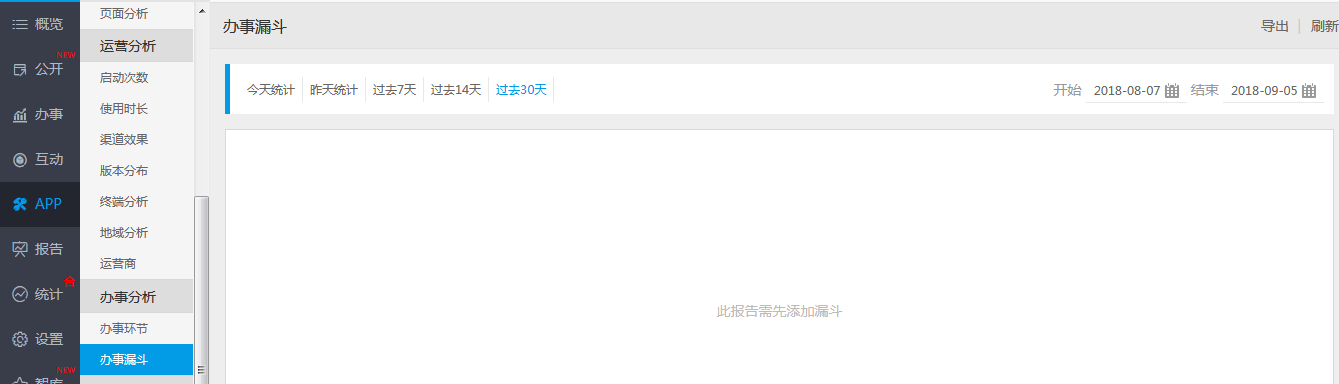 概览
NEW
公开
办事
互动
APP
报告
统计
设置
NEW
页面分析
运营分析
启动次数
使用时长
渠道效果
版本分布
终端分析
地域分析
运营商
办事分析
办事环节
办事漏斗
办事漏斗
导出 | 刷新
今天统计 昨天统计 过去7天 过去14天 过去30天
开始 2018-08-07 结束 2018-09-05
此报告需先添加漏斗